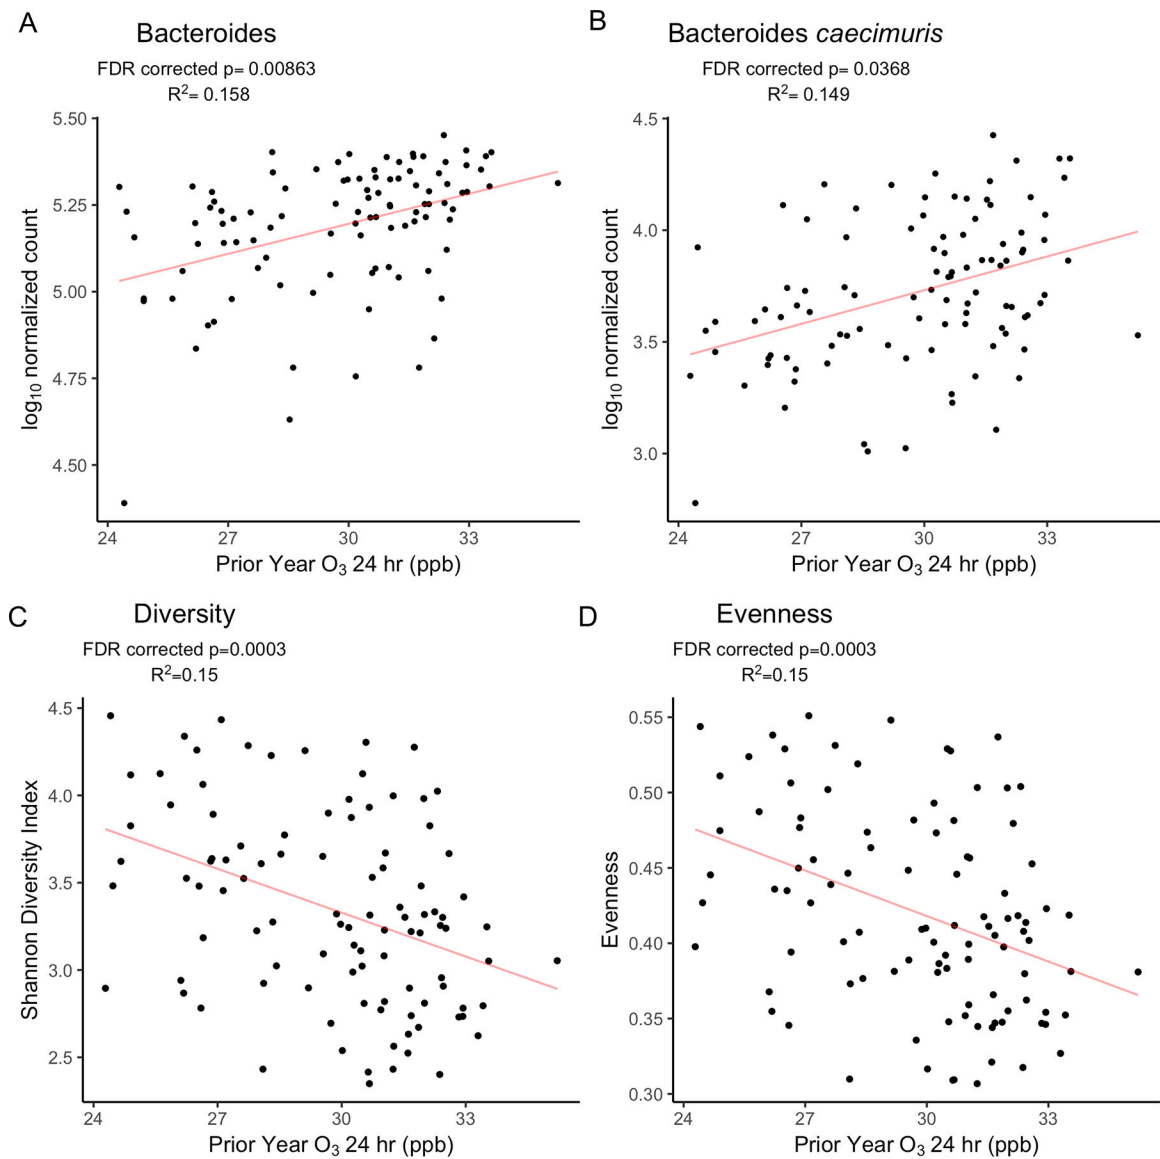 A
Bacteroides
FDR corrected p= 0.00863
R²= 0.158
5.50
5.25
5.00
4.75
4.50
log₁₀ normalized count
24 27 30 33
Prior Year O₃ 24 hr (ppb)
B
Bacteroides caecimuris
FDR corrected p= 0.0368
R²= 0.149
4.5
4.0
3.5
3.0
log₁₀ normalized count
24 27 30 33
Prior Year O₃ 24 hr (ppb)
C
Diversity
FDR corrected p=0.0003
R²=0.15
4.5
4.0
3.5
3.0
2.5
Shannon Diversity Index
24 27 30 33
Prior Year O₃ 24 hr (ppb)
D
Evenness
FDR corrected p=0.0003
R²=0.15
0.55
0.50
0.45
0.40
0.35
0.30
Evenness
24 27 30 33
Prior Year O₃ 24 hr (ppb)